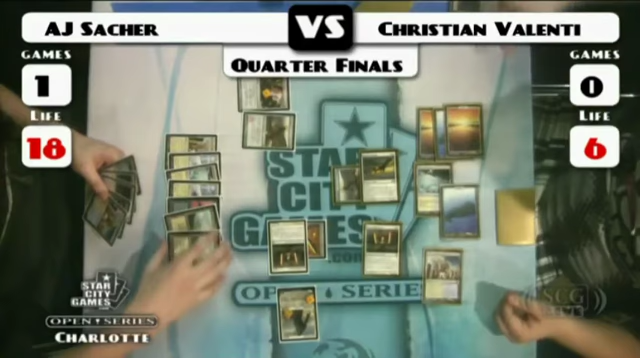 AJ SACHER
VS
CHRISTIAN VALENTI
QUARTER FINALS
GAMES
1
LIFE
18
GAMES
0
LIFE
6
STAR
CITY
GAMES
.COM
OPEN SERIES
STAR
CITY
GAMES
OPEN SERIES
CHARLOTTE
SCG